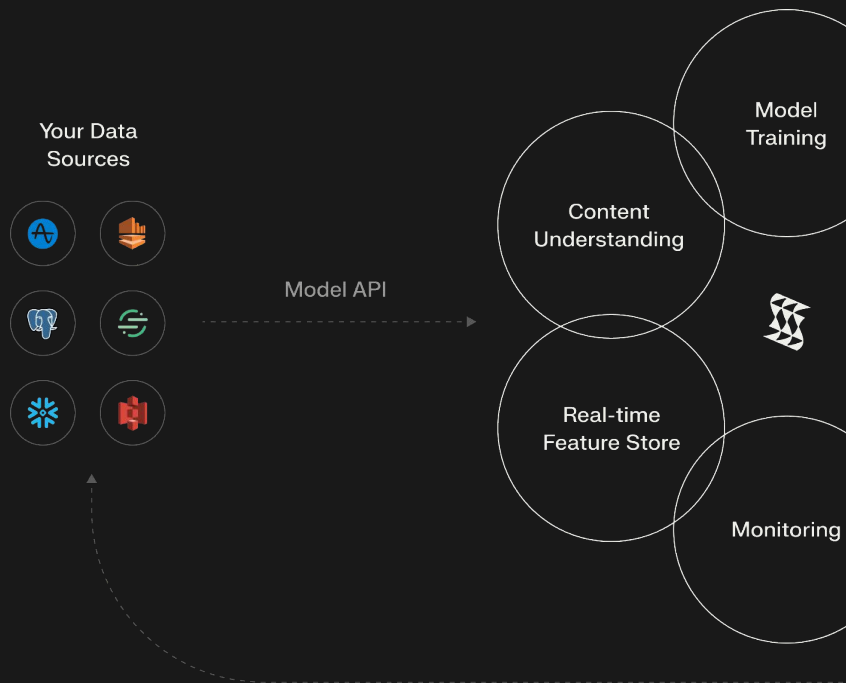 Your Data
Sources
Model API
Content
Understanding
Real-time
Feature Store
Model
Training
Monitoring